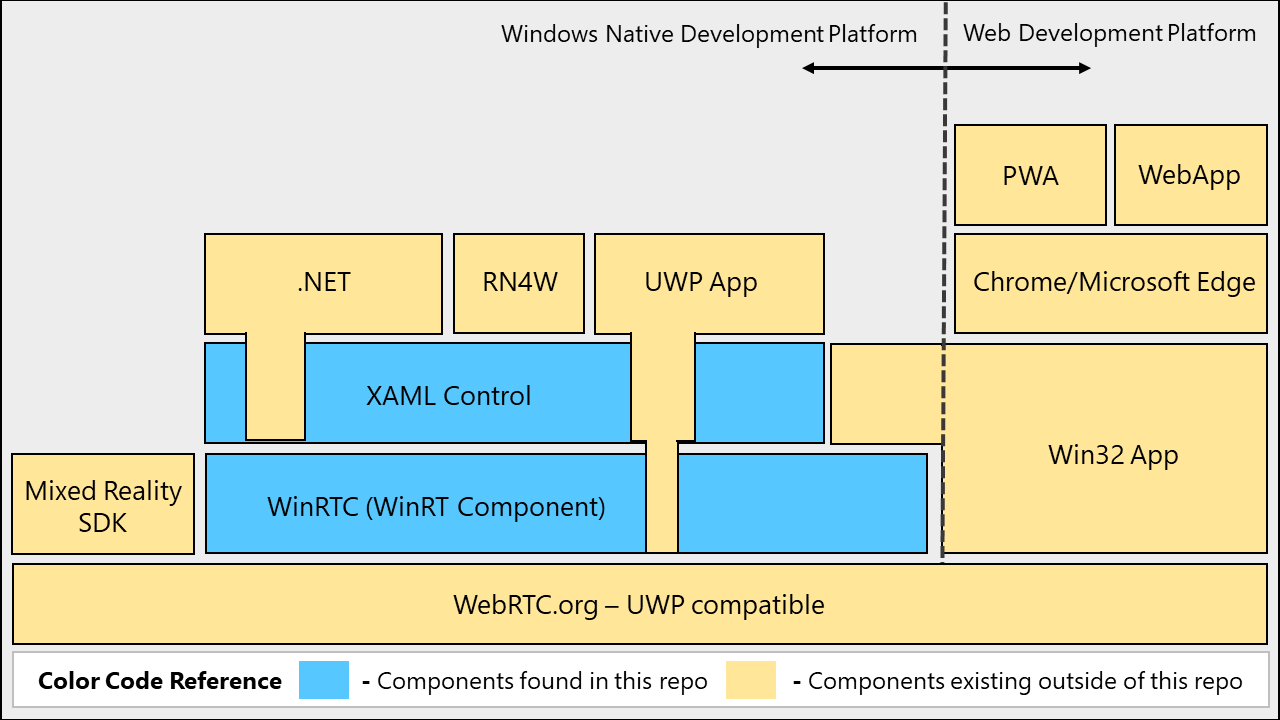 Windows Native Development Platform
Web Development Platform
PWA
WebApp
.NET
RN4W
UWP App
Chrome/Microsoft Edge
XAML Control
Win32 App
Mixed Reality
SDK
WinRTC (WinRT Component)
WebRTC.org – UWP compatible
Color Code Reference
- Components found in this repo
- Components existing outside of this repo